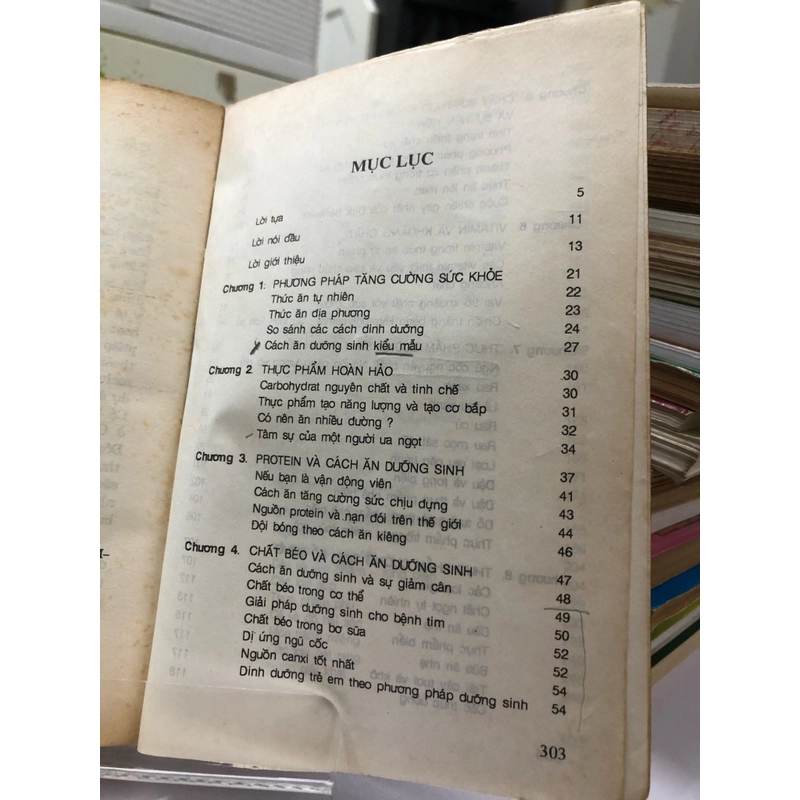 MỤC LỤC
Lời tựa 5
Lời nói đầu 11
Lời giới thiệu 13
Chương 1. PHƯƠNG PHÁP TĂNG CƯỜNG SỨC KHỎE 21
Thức ăn tự nhiên 22
Thức ăn địa phương 23
So sánh các cách dinh dưỡng 24
Cách ăn dưỡng sinh kiểu mẫu 27
Chương 2. THỰC PHẨM HOÀN HẢO 30
Carbohydrat nguyên chất và tinh chế 30
Thực phẩm tạo năng lượng và tạo cơ bắp 31
Có nên ăn nhiều đường ? 32
Tâm sự của một người ưa ngọt 34
Chương 3. PROTEIN VÀ CÁCH ĂN DƯỠNG SINH 37
Nếu bạn là vận động viên 41
Cách ăn tăng cường sức chịu đựng 43
Nguồn protein và nạn đói trên thế giới 44
Đội bóng theo cách ăn kiêng 46
Chương 4. CHẤT BÉO VÀ CÁCH ĂN DƯỠNG SINH 47
Cách ăn dưỡng sinh và sự giảm cân 48
Chất béo trong cơ thể 49
Giải pháp dưỡng sinh cho bệnh tim 50
Chất béo trong bơ sữa 52
Dị ứng ngũ cốc 52
Nguồn canxi tốt nhất 54
Dinh dưỡng trẻ em theo phương pháp dưỡng sinh 54
303